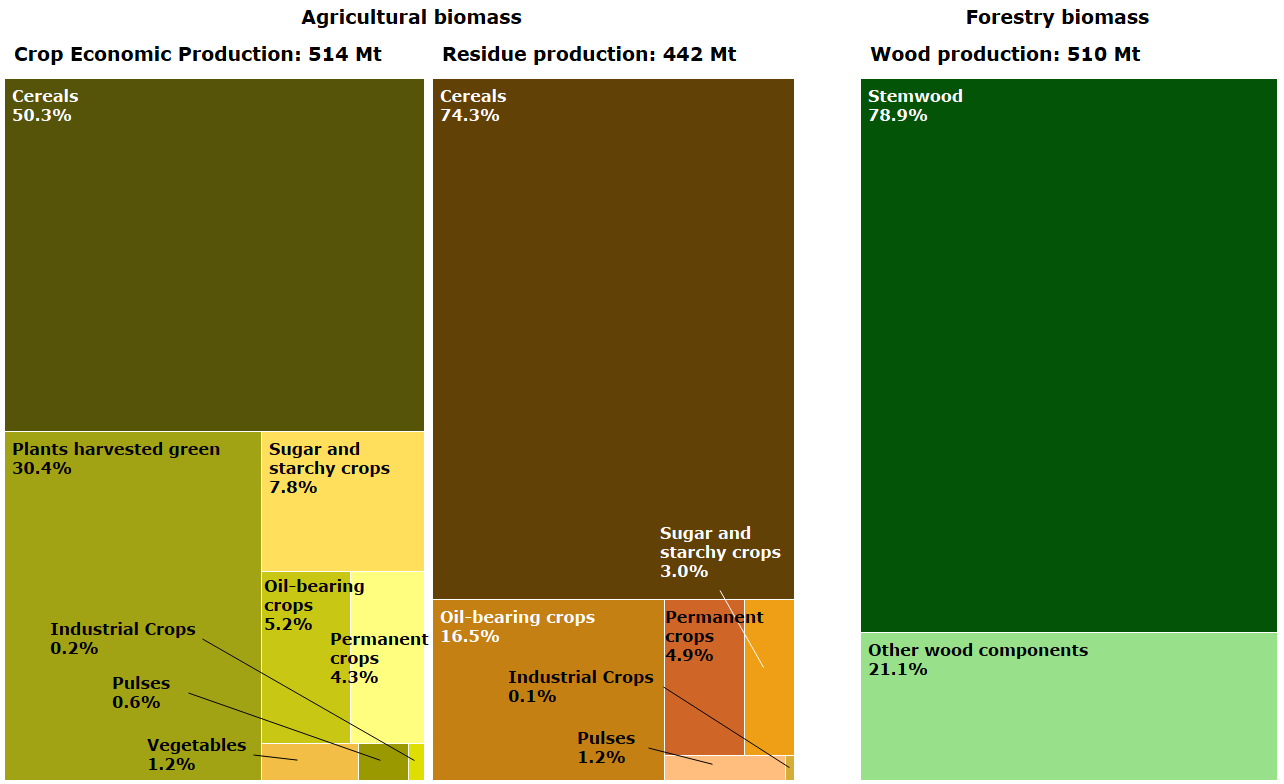 Agricultural biomass
Forestry biomass
Crop Economic Production: 514 Mt
Residue production: 442 Mt
Wood production: 510 Mt
Cereals
50.3%
Plants harvested green
30.4%
Sugar and
starchy crops
7.8%
Oil-bearing
crops
5.2%
Permanent
crops
4.3%
Industrial Crops
0.2%
Pulses
0.6%
Vegetables
1.2%
Cereals
74.3%
Sugar and
starchy crops
3.0%
Oil-bearing crops
16.5%
Permanent
crops
4.9%
Industrial Crops
0.1%
Pulses
1.2%
Stemwood
78.9%
Other wood components
21.1%